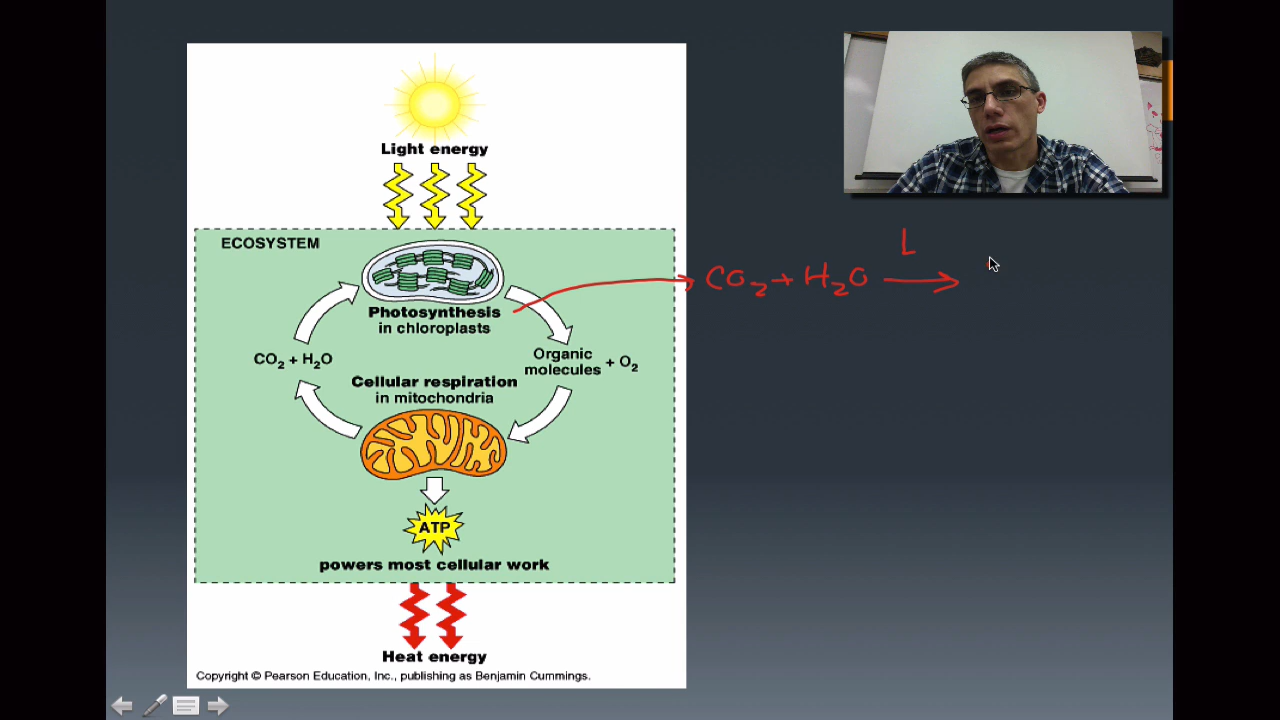 Light energy
ECOSYSTEM
L
CO2 + H2O
Photosynthesis
in chloroplasts
CO2 + H2O
Organic
molecules + O2
Cellular respiration
in mitochondria
ATP
powers most cellular work
Heat energy
Copyright © Pearson Education, Inc., publishing as Benjamin Cummings.